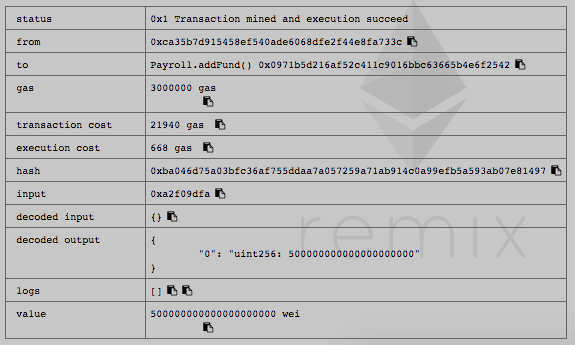 status 0x1 Transaction mined and execution succeed
from 0xca35b7d915458ef540ade6068dfe2f44e8fa733c
to Payroll.addFund() 0x0971b5d216af52c411c9016bbc63665b4e6f2542
gas 3000000 gas
transaction cost 21940 gas
execution cost 668 gas
hash 0xba046d75a03bfc36af755ddaa7a057259a71ab914c0a99efb5a593ab07e81497
input 0xa2f09dfa
decoded input {}
remix
decoded output {
"0": "uint256: 50000000000000000000"
}
logs []
value 50000000000000000000 wei